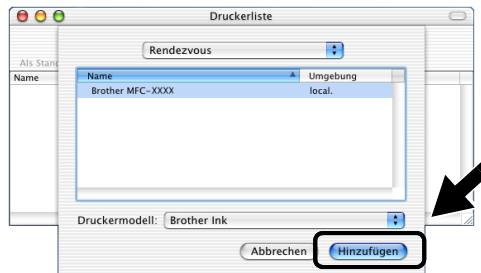 Druckerliste
Rendezvous
Als Stand
Name
Name Umgebung
Brother MFC-XXXX local.
Druckermodell: Brother Ink
Abbrechen Hinzufügen